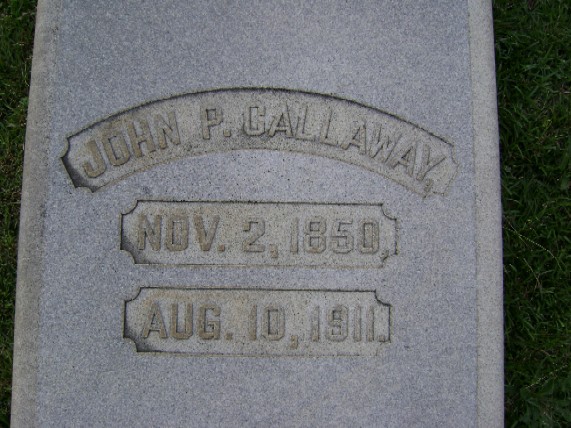 JOHN P. CALLAWAY.
NOV. 2, 1850,
AUG. 10, 1911.